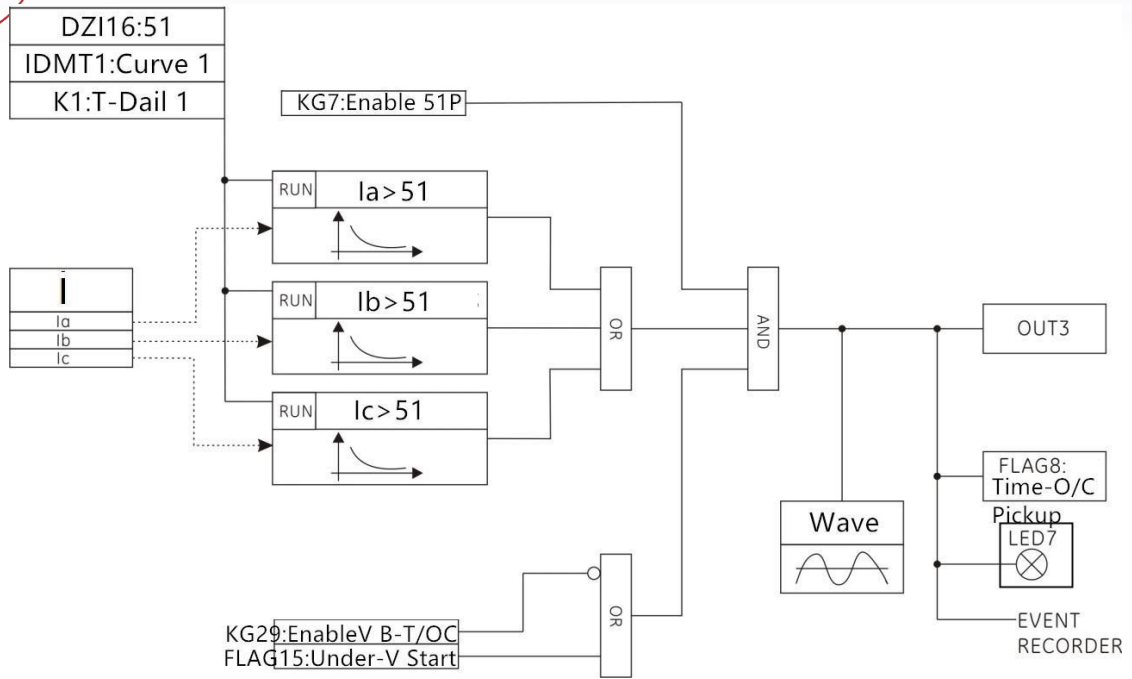 DZI16:51
IDMT1:Curve 1
K1:T-Dail 1
KG7:Enable 51P
RUN
Ia>51
RUN
Ib>51
RUN
Ic>51
I
Ia
Ib
Ic
OR
AND
OUT3
FLAG8:
Time-O/C
Pickup
LED7
Wave
EVENT
RECORDER
KG29:EnableV B-T/OC
FLAG15:Under-V Start
OR